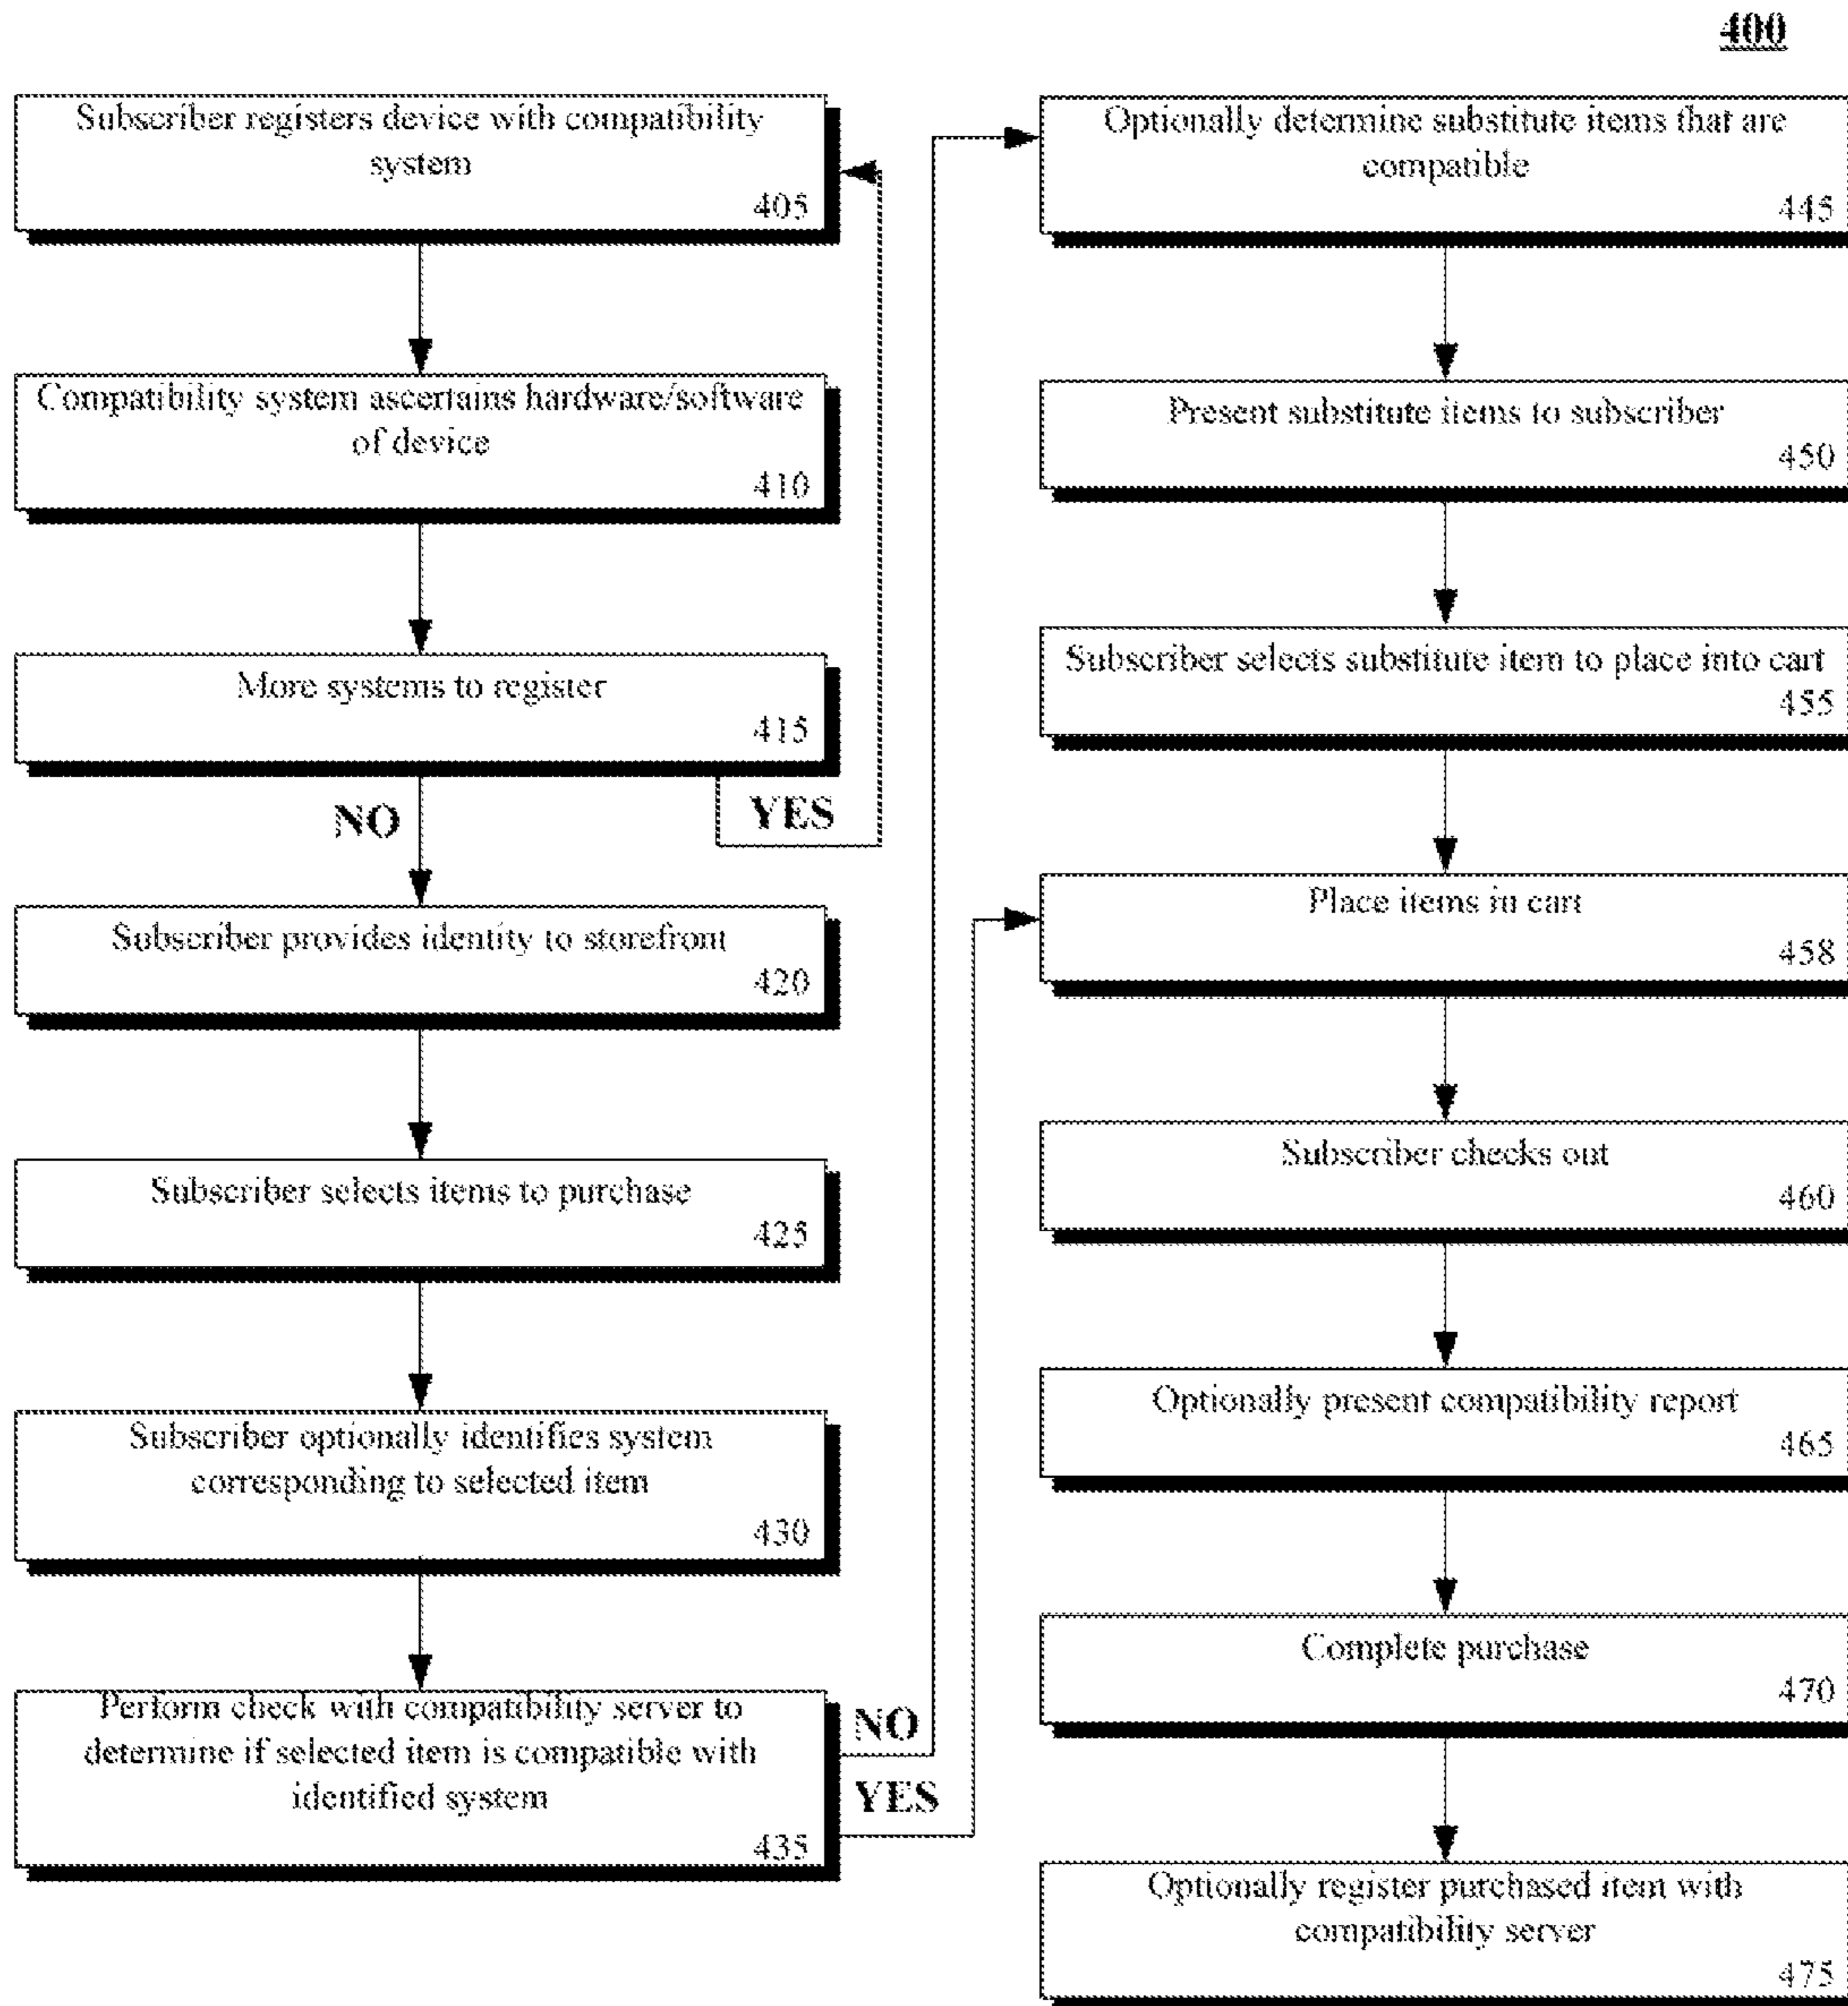 400
Subscriber registers device with compatibility
system
405
Compatibility system ascertains hardware/software
of device
410
More systems to register
415
NO
YES
Subscriber provides identity to storefront
420
Subscriber selects items to purchase
425
Subscriber optionally identifies system
corresponding to selected item
430
Perform check with compatibility server to
determine if selected item is compatible with
identified system
435
NO
YES
Optionally determine substitute items that are
compatible
445
Present substitute items to subscriber
450
Subscriber selects substitute item to place into cart
455
Place items in cart
458
Subscriber checks out
460
Optionally present compatibility report
465
Complete purchase
470
Optionally register purchased item with
compatibility server
475